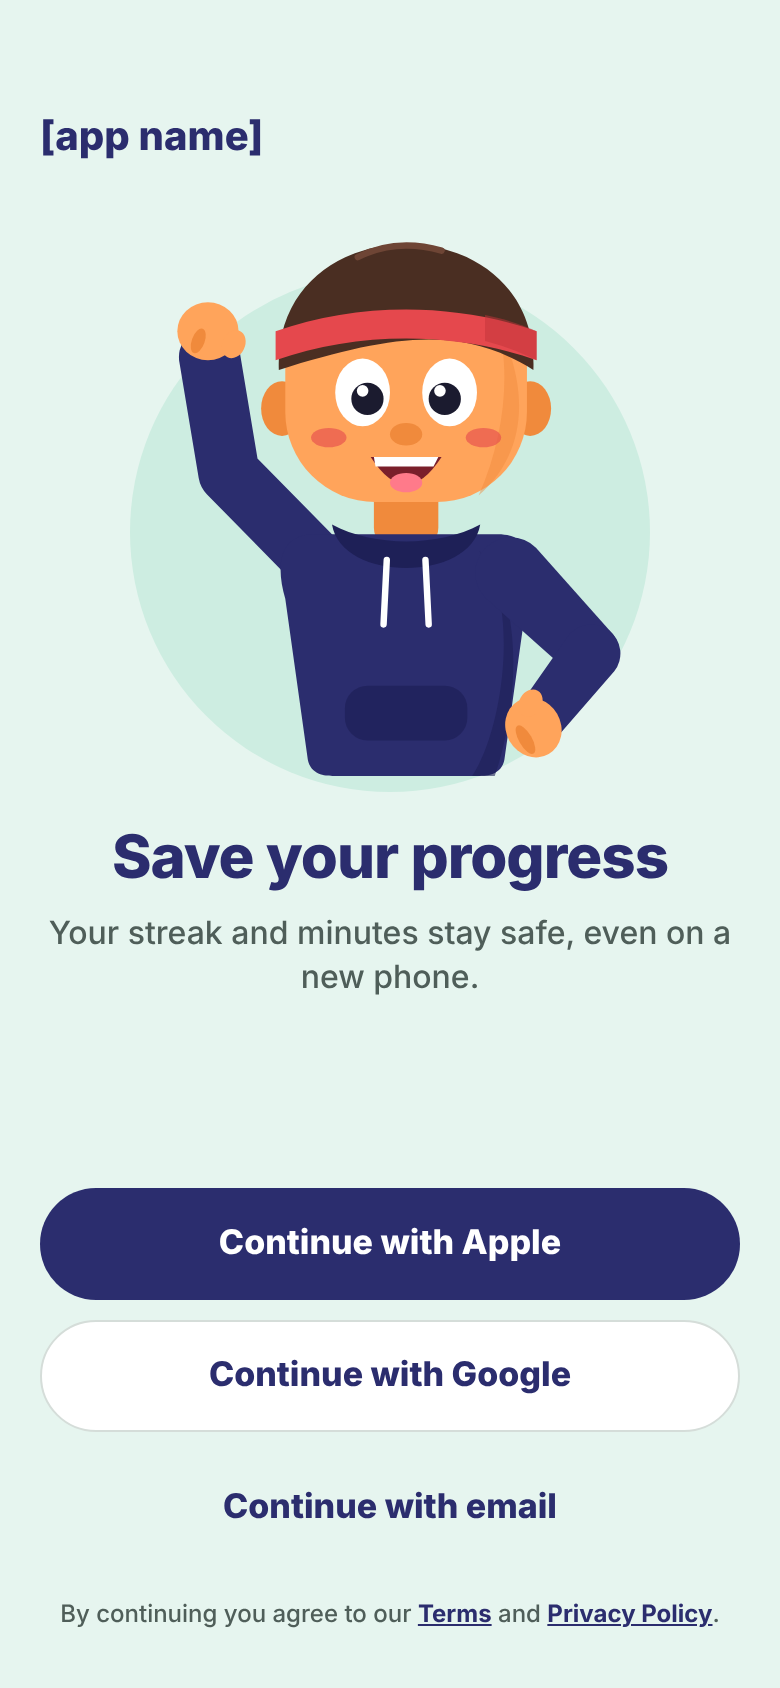 [app name]
Save your progress
Your streak and minutes stay safe, even on a
new phone.
Continue with Apple
Continue with Google
Continue with email
By continuing you agree to our Terms and Privacy Policy.